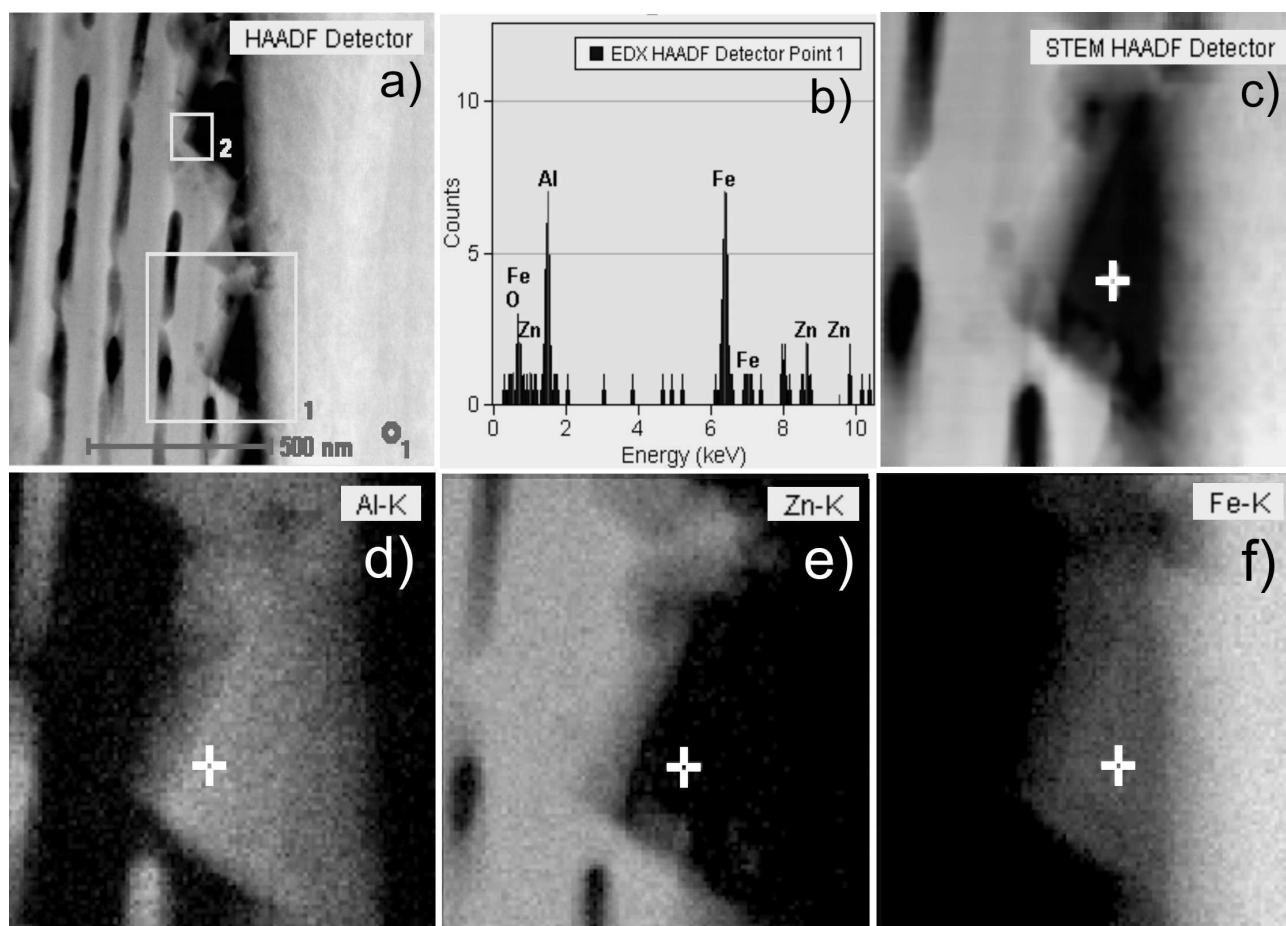 HAADF Detector
a)
2
1
500 nm
1
EDX HAADF Detector Point 1
b)
10
5
0
Counts
Al
Fe
Fe
O
Zn
Fe
Zn
Zn
0 2 4 6 8 10
Energy (keV)
STEM HAADF Detector
c)
Al-K
d)
Zn-K
e)
Fe-K
f)